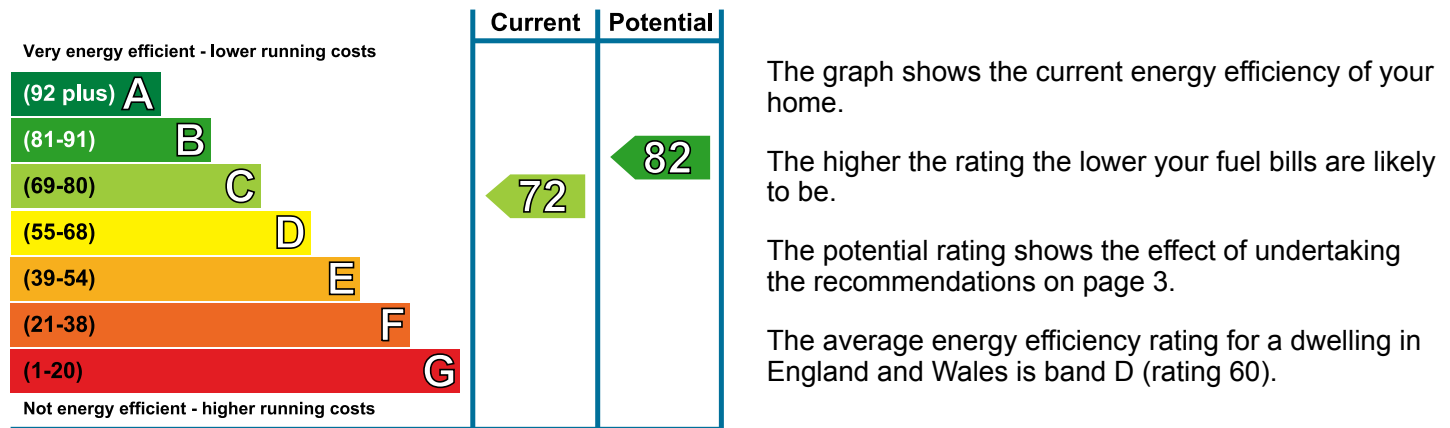 Current Potential
Very energy efficient - lower running costs
(92 plus) A
(81-91) B
(69-80) C
(55-68) D
(39-54) E
(21-38) F
(1-20) G
Not energy efficient - higher running costs
72
82
The graph shows the current energy efficiency of your
home.
The higher the rating the lower your fuel bills are likely
to be.
The potential rating shows the effect of undertaking
the recommendations on page 3.
The average energy efficiency rating for a dwelling in
England and Wales is band D (rating 60).